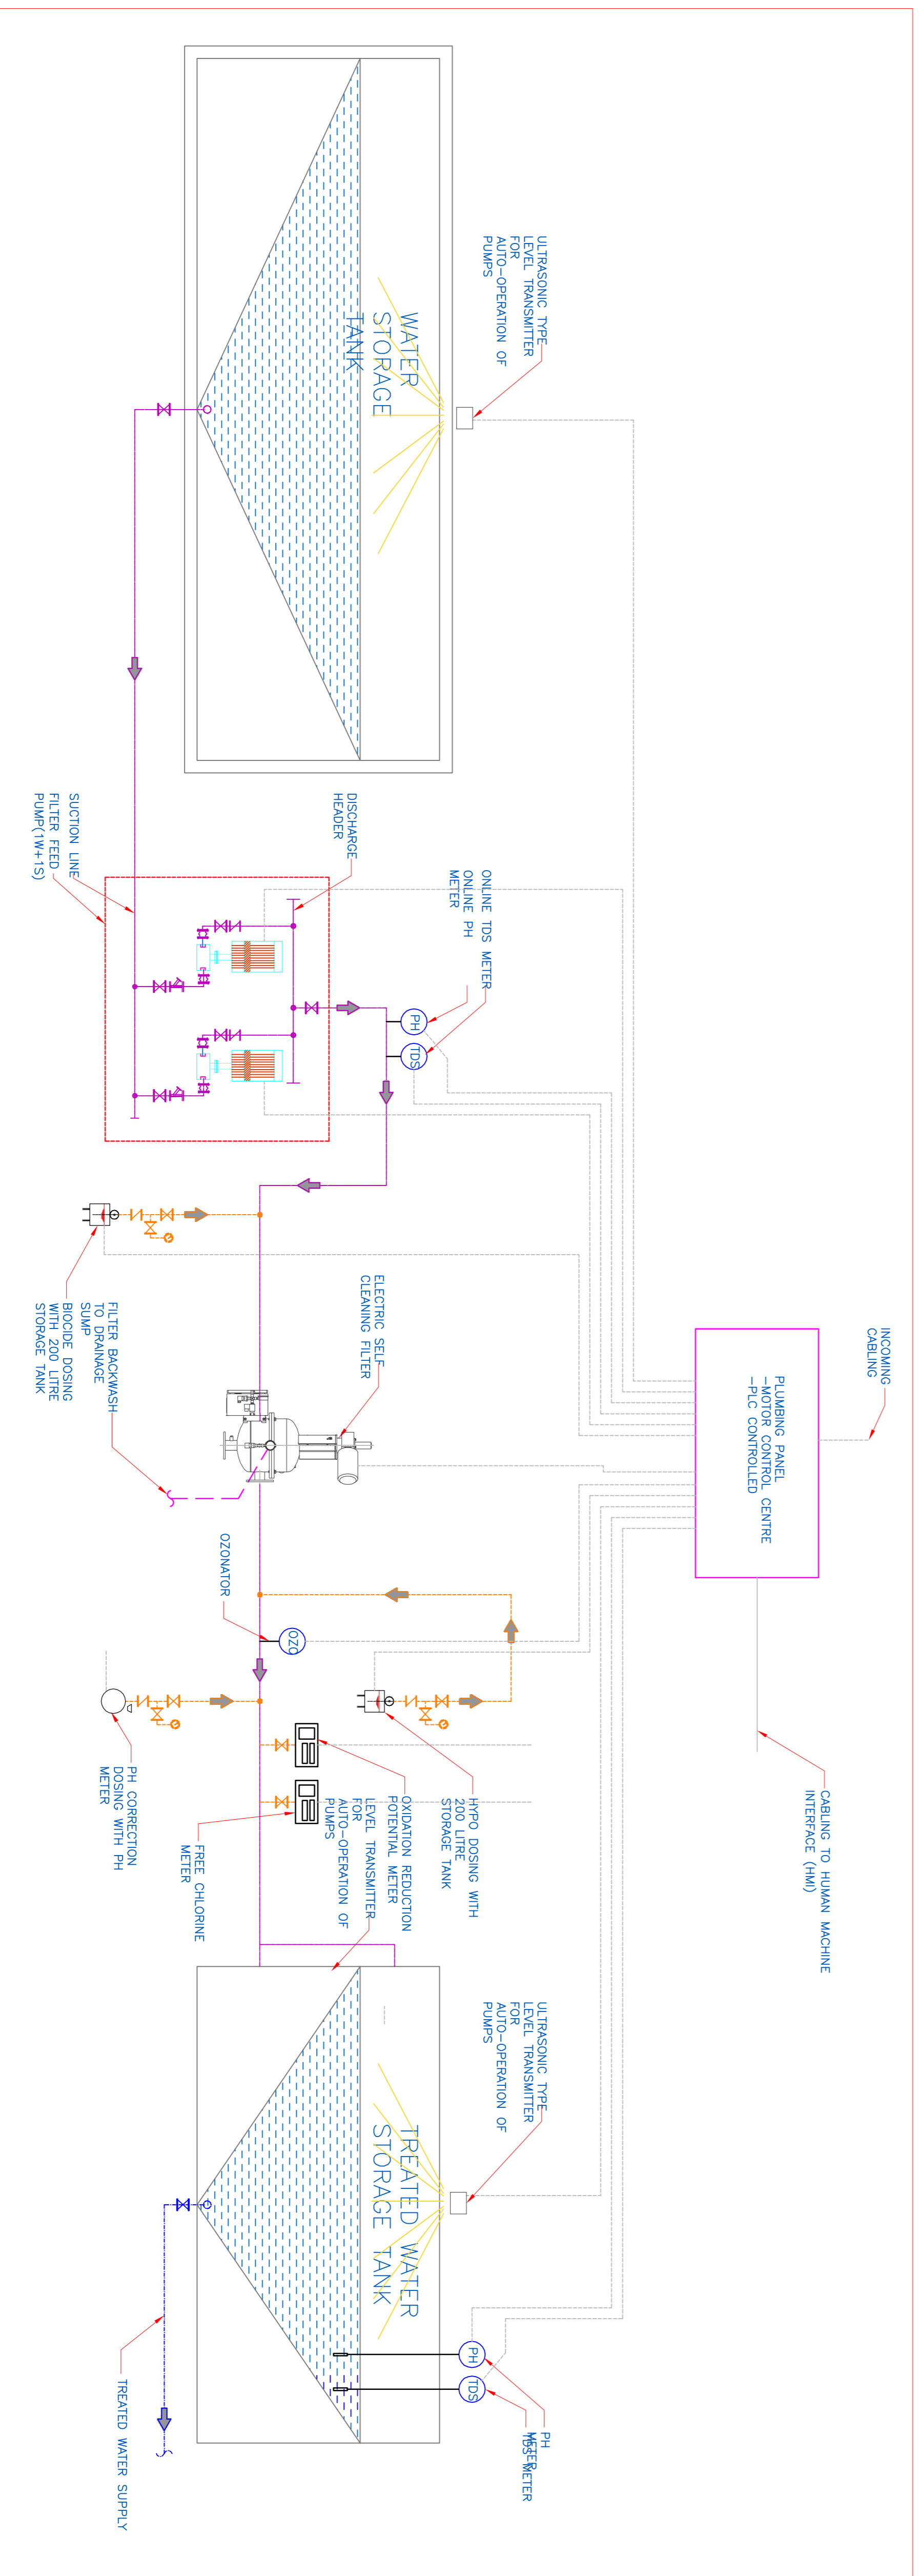 INCOMING
CABLING
PLUMBING PANEL
-MOTOR CONTROL CENTRE
-PLC CONTROLLED
CABLING TO HUMAN MACHINE
INTERFACE (HMI)
ULTRASONIC TYPE
LEVEL TRANSMITTER
FOR
AUTO-OPERATION OF
PUMPS
WATER
STORAGE
TANK
DISCHARGE
HEADER
SUCTION LINE
FILTER FEED
PUMP(1W+1S)
ONLINE TDS METER
ONLINE PH
METER
PH
TDS
ELECTRIC SELF
CLEANING FILTER
FILTER BACKWASH
TO DRAINAGE
SUMP
BIOCIDE DOSING
WITH 200 LITRE
STORAGE TANK
OZONATOR
OZO
HYPO DOSING WITH
200 LITRE
STORAGE TANK
OXIDATION REDUCTION
POTENTIAL METER
LEVEL TRANSMITTER
FOR
AUTO-OPERATION OF
PUMPS
FREE CHLORINE
METER
PH CORRECTION
DOSING WITH PH
METER
ULTRASONIC TYPE
LEVEL TRANSMITTER
FOR
AUTO-OPERATION OF
PUMPS
TREATED WATER
STORAGE TANK
PH
TDS
PH
METER
TDS METER
TREATED WATER SUPPLY